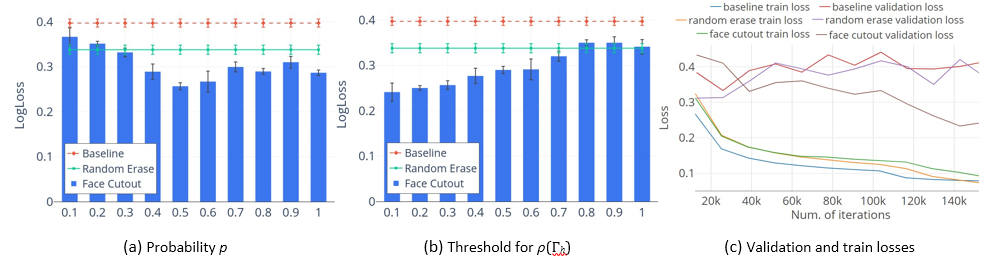 0.4
0.3
0.2
0.1
0
LogLoss
Baseline
Random Erase
Face Cutout
0.1 0.2 0.3 0.4 0.5 0.6 0.7 0.8 0.9 1
(a) Probability p
0.4
0.3
0.2
0.1
0
LogLoss
Baseline
Random Erase
Face Cutout
0.1 0.2 0.3 0.4 0.5 0.6 0.7 0.8 0.9 1
(b) Threshold for ρ(Γₖ)
baseline train loss baseline validation loss
random erase train loss random erase validation loss
face cutout train loss face cutout validation loss
0.4
0.3
0.2
0.1
Loss
20k 40k 60k 80k 100k 120k 140k
Num. of iterations
(c) Validation and train losses